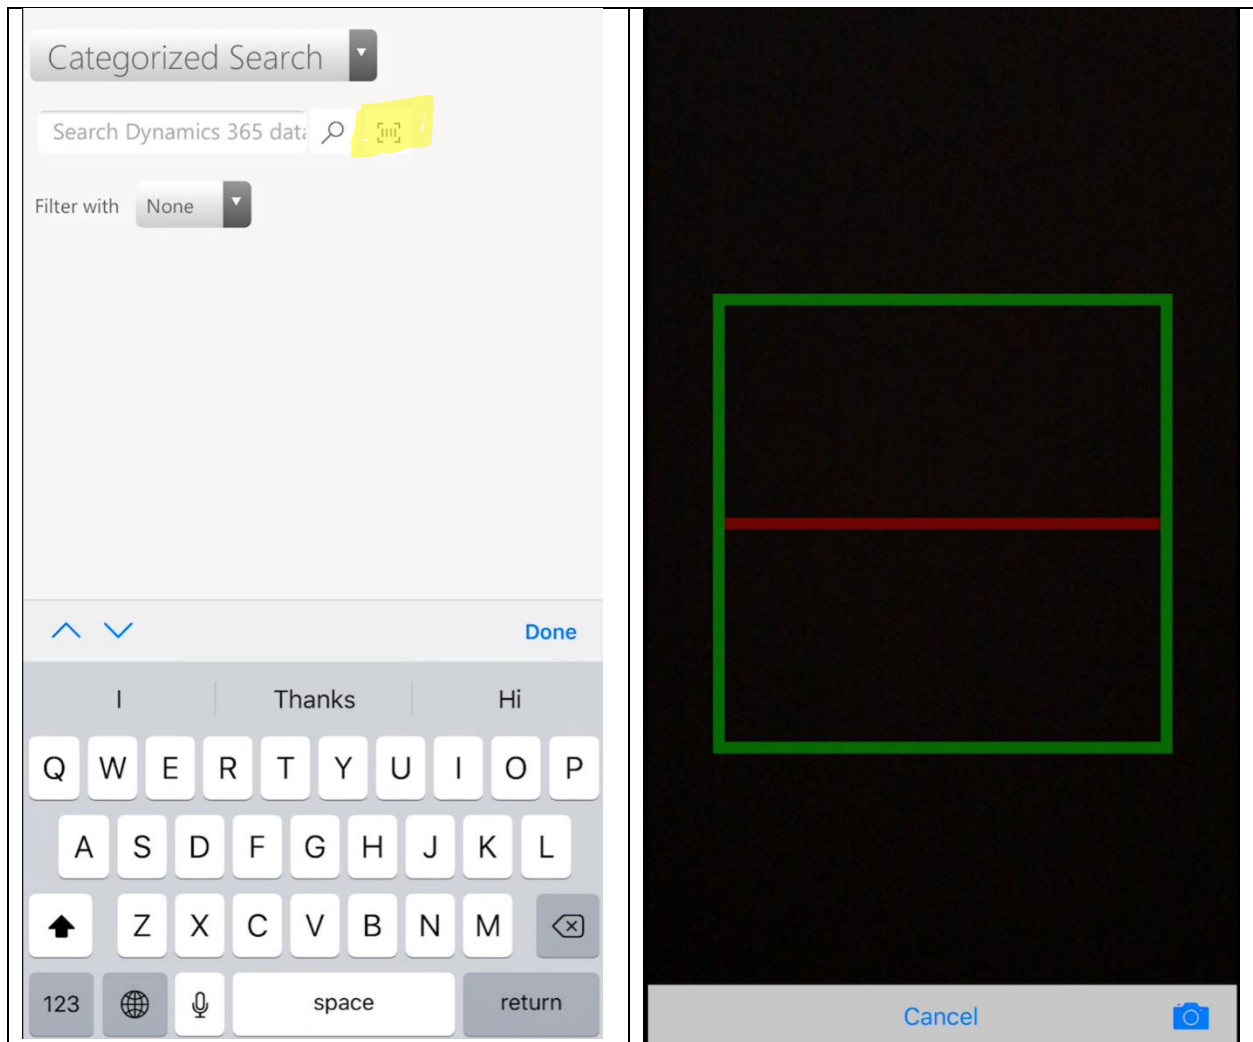 Categorized Search
Search Dynamics 365 data
Filter with None
Done
I Thanks Hi
Q W E R T Y U I O P
A S D F G H J K L
Z X C V B N M
123 space return
Cancel